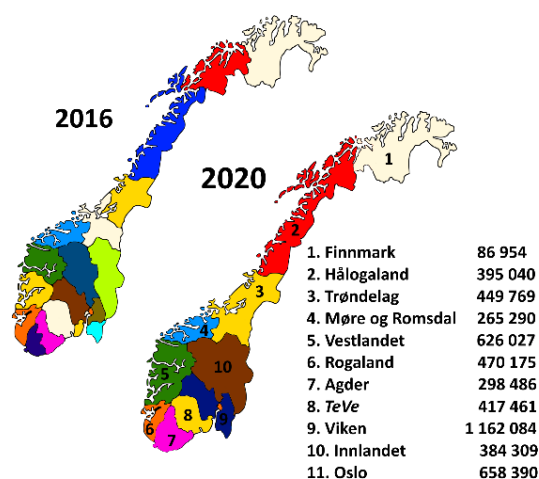 2016
2020
1
2
3
4
5
10
8
9
6
7
1. Finnmark 86 954
2. Hålogaland 395 040
3. Trøndelag 449 769
4. Møre og Romsdal 265 290
5. Vestlandet 626 027
6. Rogaland 470 175
7. Agder 298 486
8. TeVe 417 461
9. Viken 1 162 084
10. Innlandet 384 309
11. Oslo 658 390